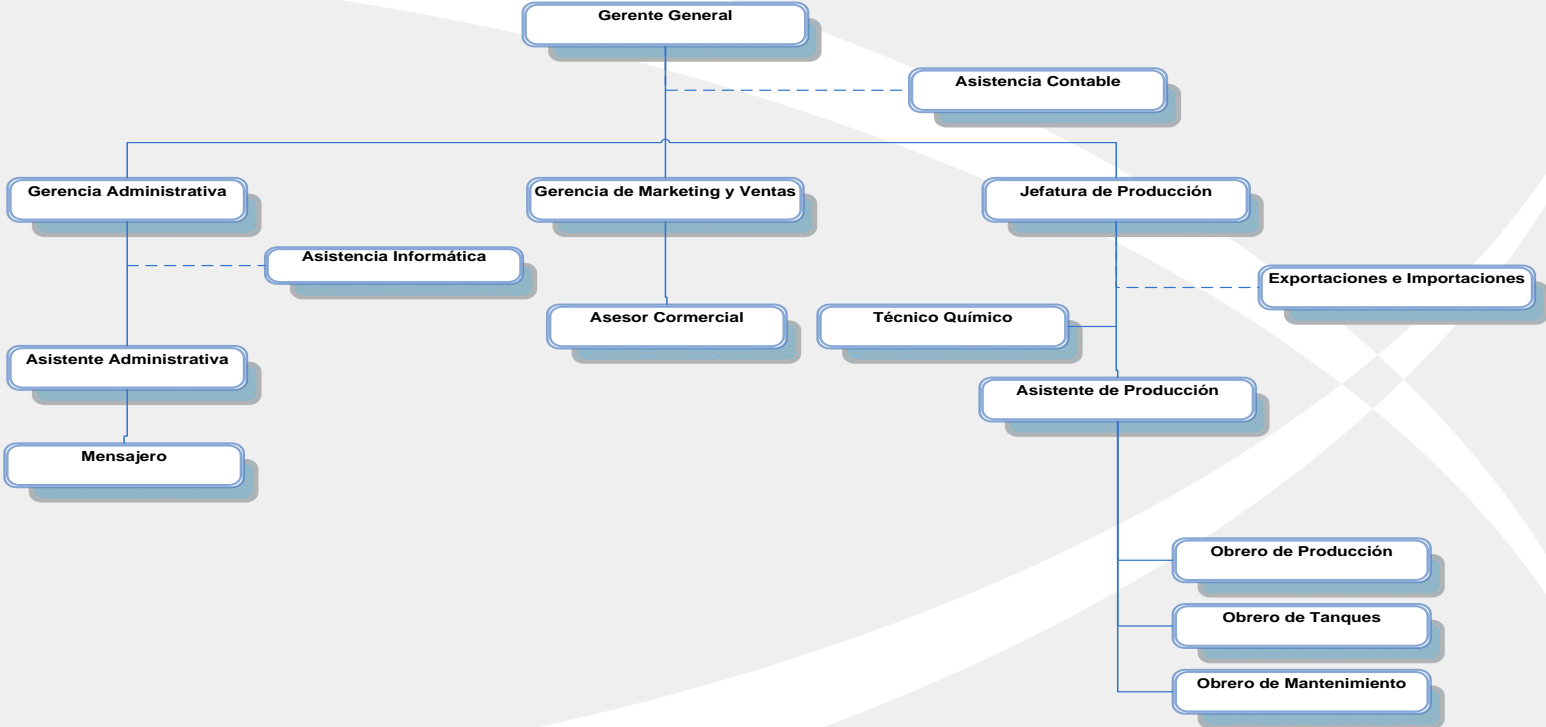 Gerente General
Asistencia Contable
Gerencia Administrativa
Gerencia de Marketing y Ventas
Jefatura de Producción
Asistencia Informática
Exportaciones e Importaciones
Asesor Cormercial
Técnico Químico
Asistente Administrativa
Asistente de Producción
Mensajero
Obrero de Producción
Obrero de Tanques
Obrero de Mantenimiento